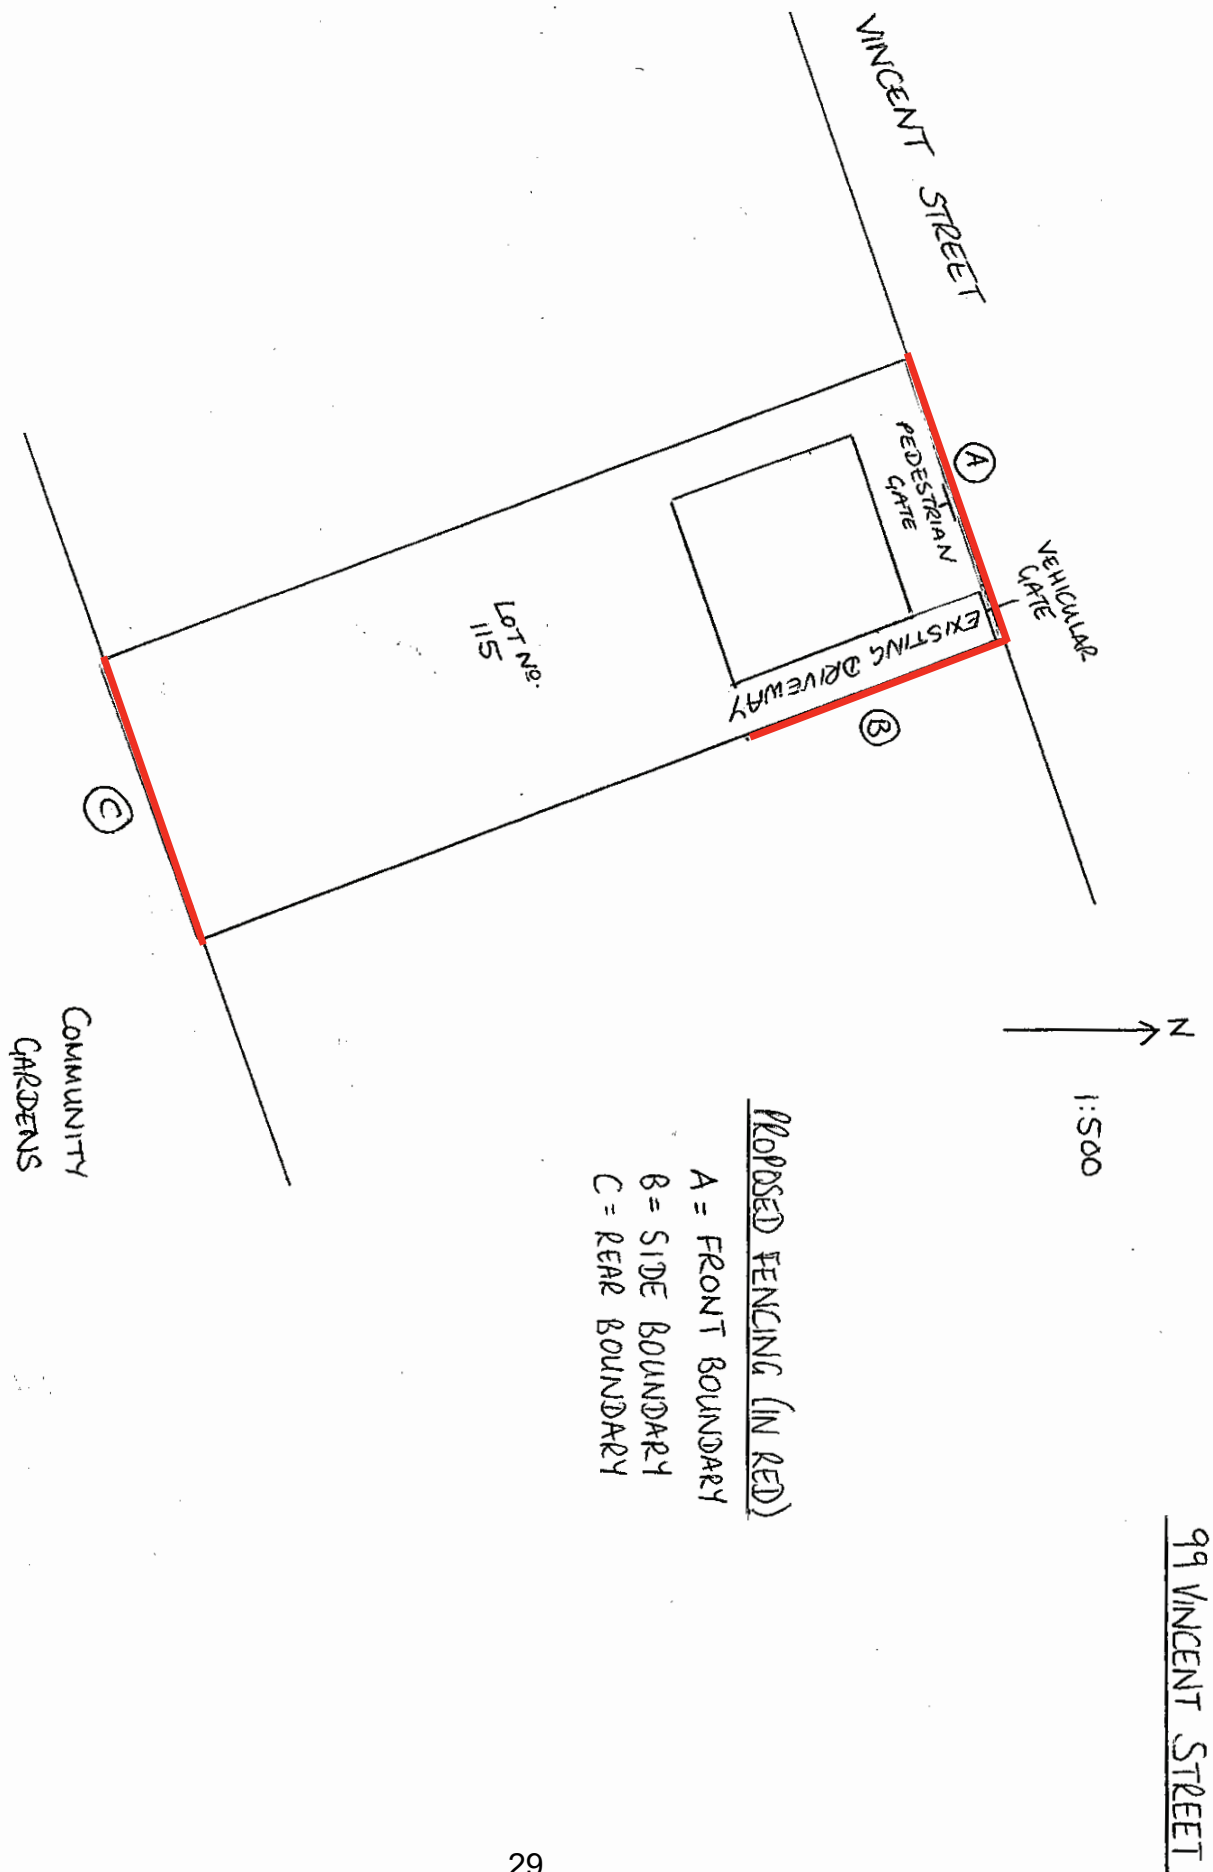 99 VINCENT STREET
N
1:500
VINCENT STREET
A
VEHICULAR
GATE
PEDESTRIAN
GATE
EXISTING DRIVEWAY
B
LOT NO.
115
C
COMMUNITY
GARDENS
PROPOSED FENCING (IN RED)
A = FRONT BOUNDARY
B = SIDE BOUNDARY
C = REAR BOUNDARY
29